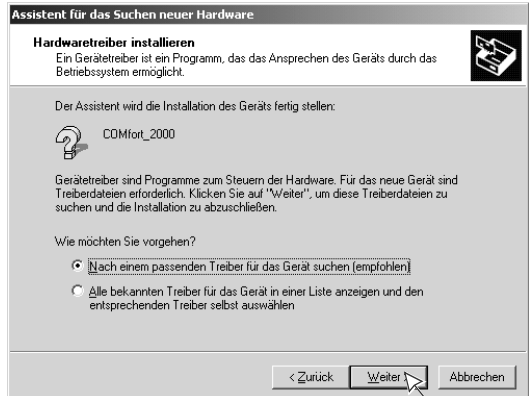 Assistent für das Suchen neuer Hardware
Hardwaretreiber installieren
Ein Gerätetreiber ist ein Programm, das das Ansprechen des Geräts durch das
Betriebssystem ermöglicht.
Der Assistent wird die Installation des Geräts fertig stellen:
COMfort_2000
Gerätetreiber sind Programme zum Steuern der Hardware. Für das neue Gerät sind
Treiberdateien erforderlich. Klicken Sie auf "Weiter", um diese Treiberdateien zu
suchen und die Installation zu abzuschließen.
Wie möchten Sie vorgehen?
Nach einem passenden Treiber für das Gerät suchen (empfohlen)
Alle bekannten Treiber für das Gerät in einer Liste anzeigen und den
entsprechenden Treiber selbst auswählen
< Zurück Weiter > Abbrechen